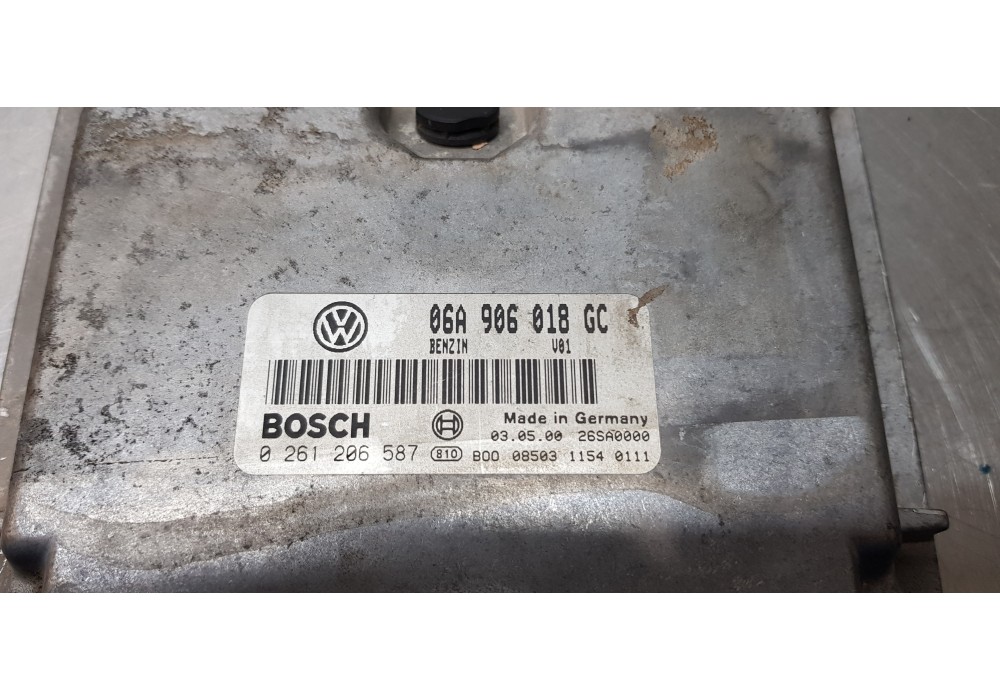 06A 906 018 GC
BENZIN V01
BOSCH
Made in Germany
03.05.00 26SA0000
0 261 206 587 810 B00 08503 1154 0111